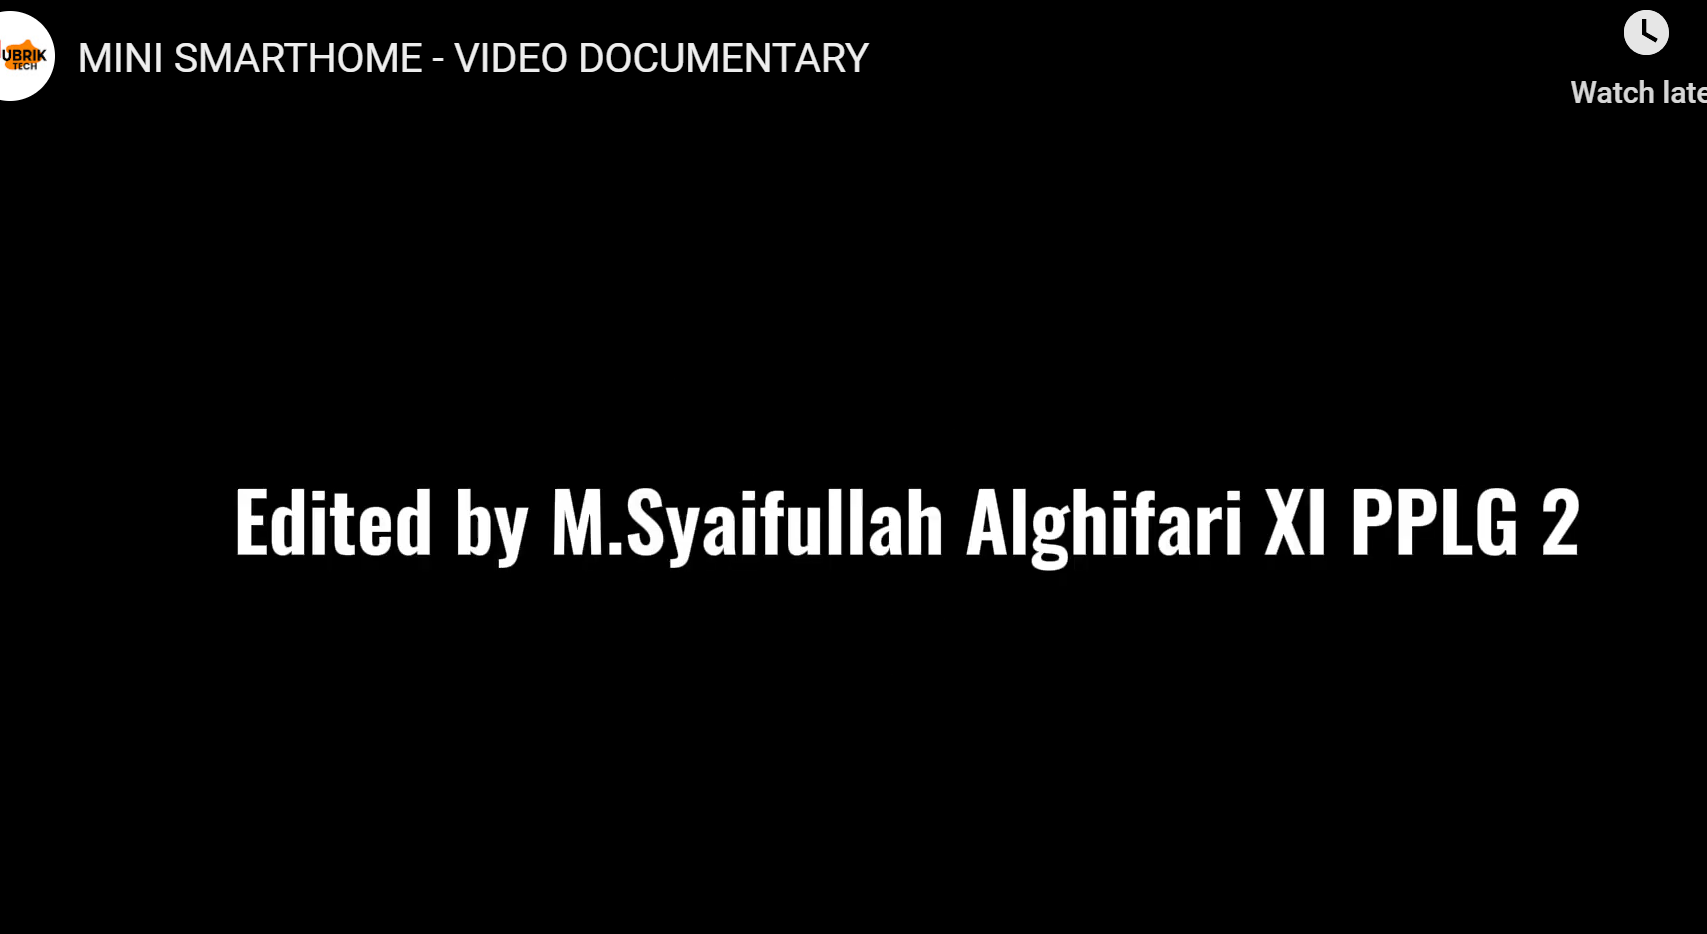 UBRIK
TECH
MINI SMARTHOME - VIDEO DOCUMENTARY
Watch late
Edited by M.Syaifullah Alghifari XI PPLG 2